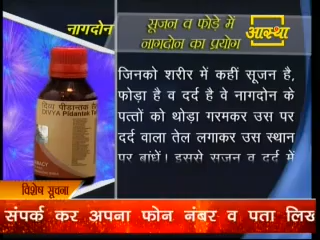 नागदोन
सूजन व फोड़े में
नागदोन का प्रयोग
आस्था
जिनको शरीर में कहीं सूजन है,
फोड़ा है व दर्द है वे नागदोन के
पत्तों को थोड़ा गरमकर उस पर
दर्द वाला तेल लगाकर उस स्थान
पर बांधें। इससे सूजन व दर्द में
दिव्य पीड़ान्तक
DIVYA Pidantak
विशेष सूचना
संपर्क कर अपना फोन नंबर व पता लिख